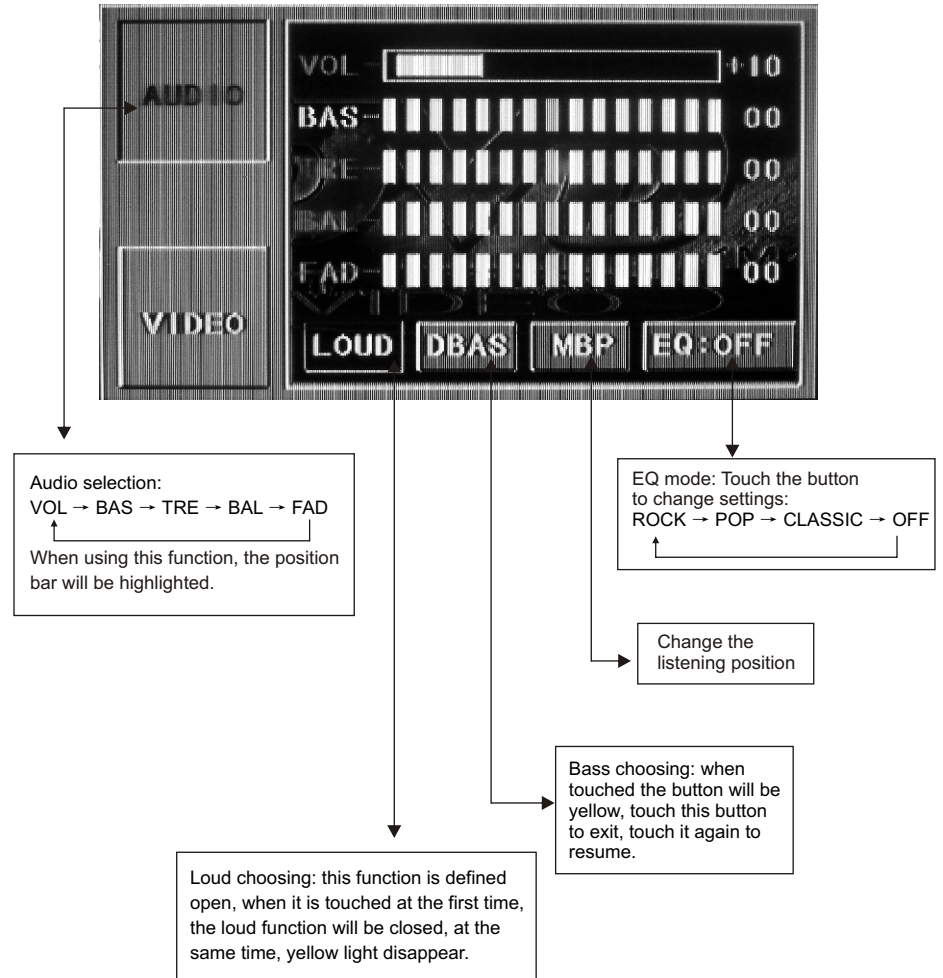 AUDIO
VIDEO
VOL +10
BAS 00
TRE 00
BAL 00
FAD 00
LOUD DBAS MBP EQ:OFF
Audio selection:
VOL → BAS → TRE → BAL → FAD
When using this function, the position
bar will be highlighted.
EQ mode: Touch the button
to change settings:
ROCK → POP → CLASSIC → OFF
Change the
listening position
Bass choosing: when
touched the button will be
yellow, touch this button
to exit, touch it again to
resume.
Loud choosing: this function is defined
open, when it is touched at the first time,
the loud function will be closed, at the
same time, yellow light disappear.